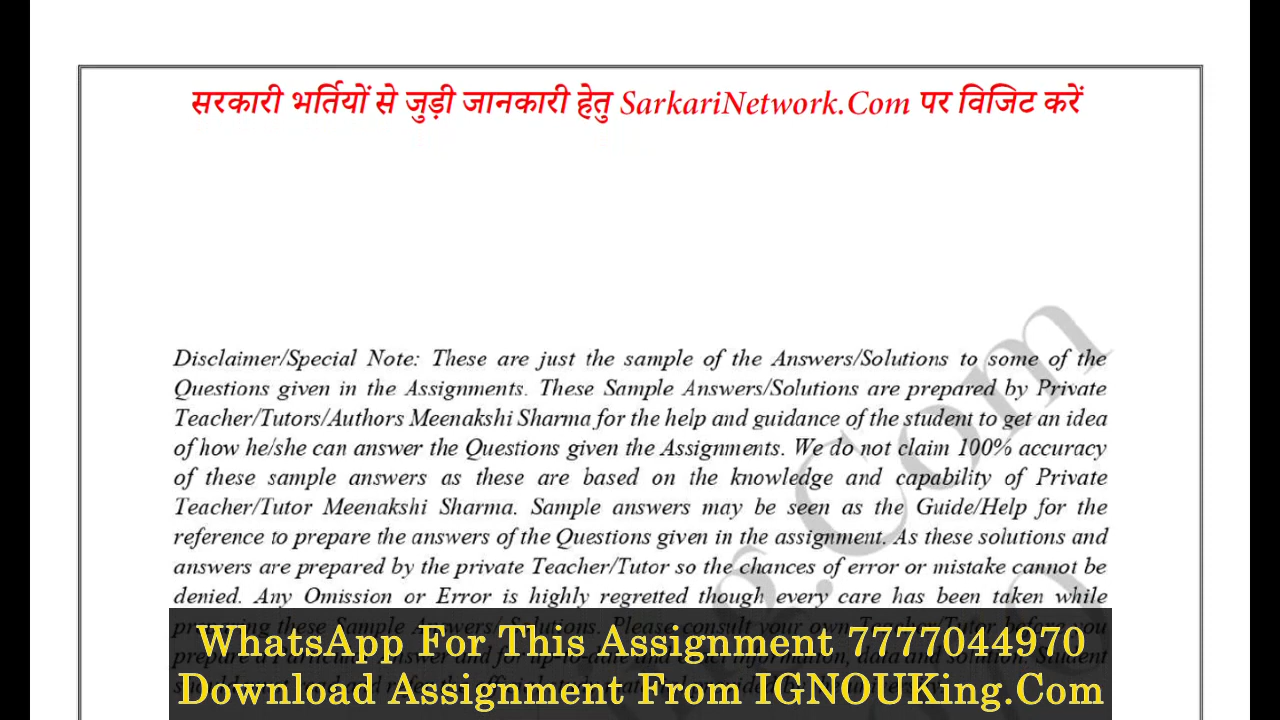 सरकारी भर्तियों से जुड़ी जानकारी हेतु SarkariNetwork.Com पर विजिट करें
Disclaimer/Special Note: These are just the sample of the Answers/Solutions to some of the
Questions given in the Assignments. These Sample Answers/Solutions are prepared by Private
Teacher/Tutors/Authors Meenakshi Sharma for the help and guidance of the student to get an idea
of how he/she can answer the Questions given the Assignments. We do not claim 100% accuracy
of these sample answers as these are based on the knowledge and capability of Private
Teacher/Tutor Meenakshi Sharma. Sample answers may be seen as the Guide/Help for the
reference to prepare the answers of the Questions given in the assignment. As these solutions and
answers are prepared by the private Teacher/Tutor so the chances of error or mistake cannot be
denied. Any Omission or Error is highly regretted though every care has been taken while
WhatsApp For This Assignment 7777044970
Download Assignment From IGNOUKing.Com